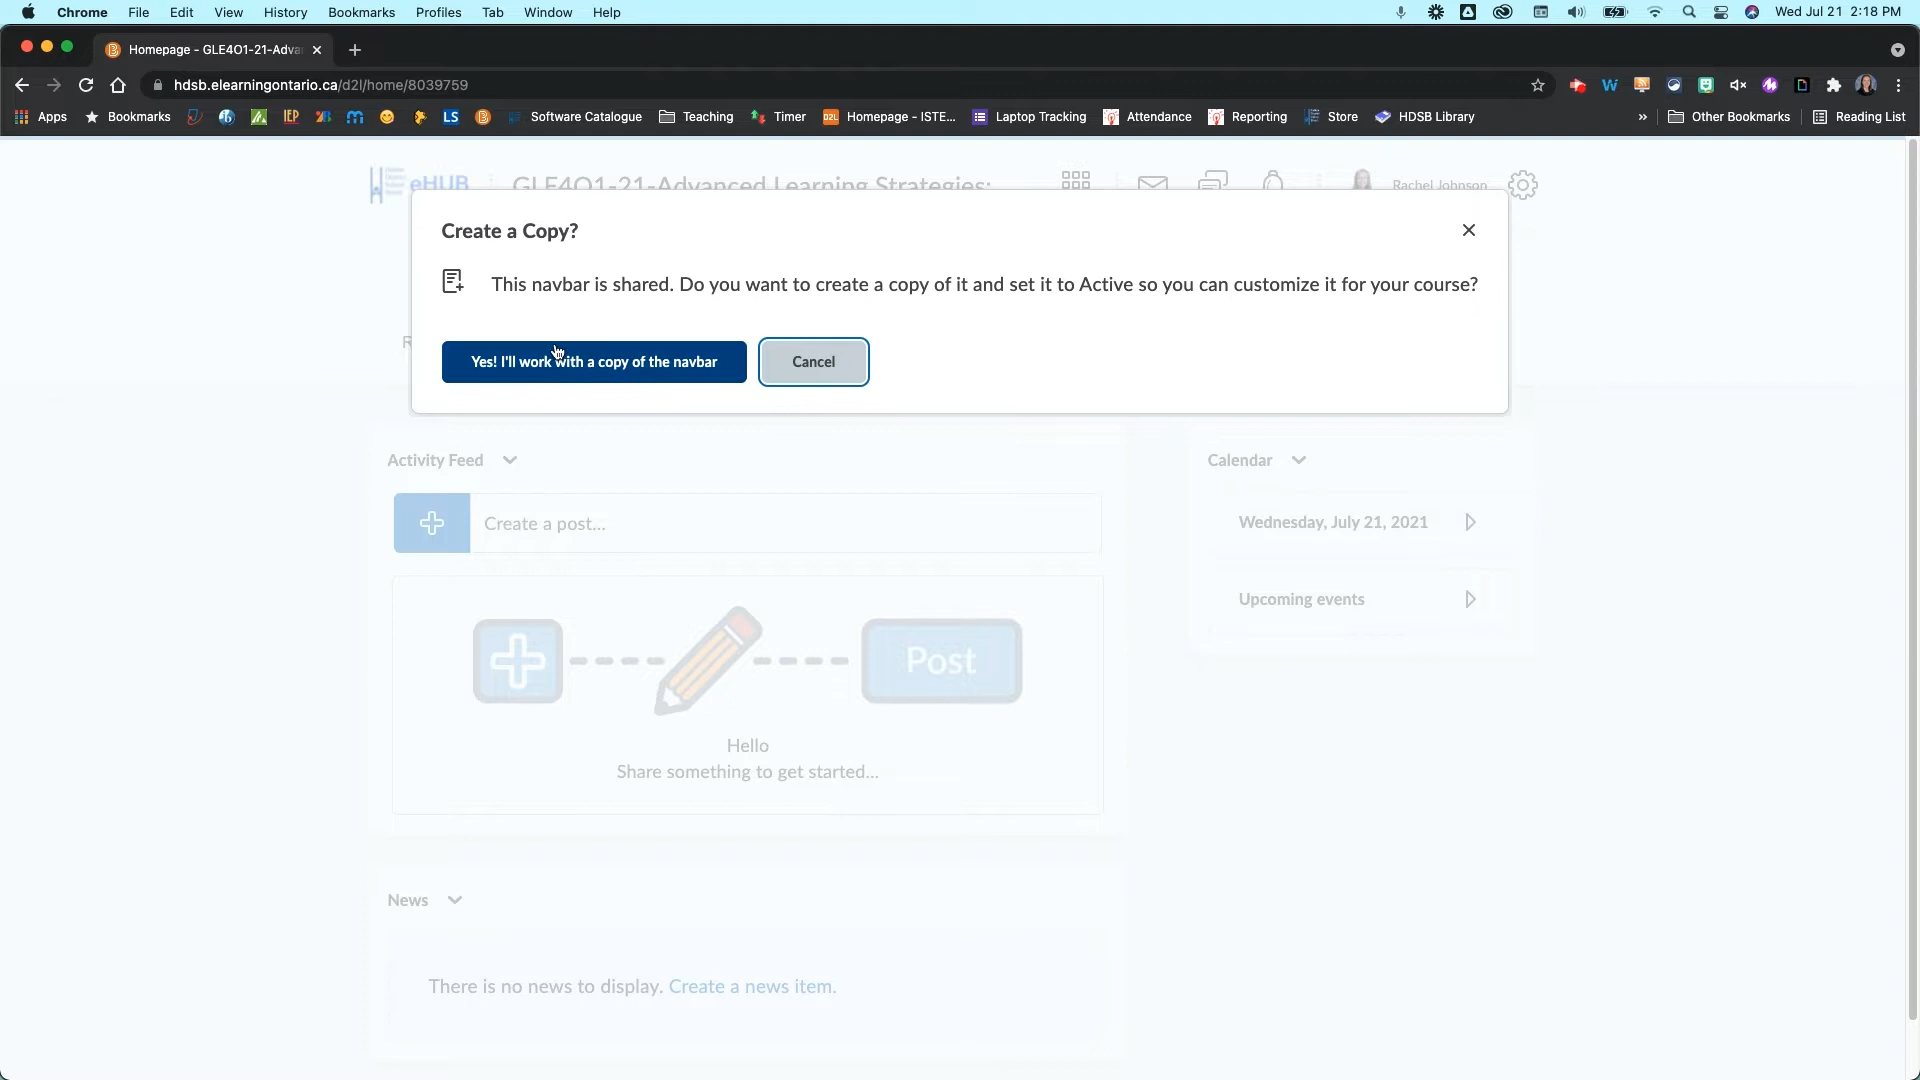 Chrome File Edit View History Bookmarks Profiles Tab Window Help Wed Jul 21 2:18 PM
Homepage - GLE4O1-21-Adva
hdsb.elearningontario.ca/d2l/home/8039759
Apps Bookmarks IEP LS Software Catalogue Teaching Timer D2L Homepage - ISTE... Laptop Tracking Attendance Reporting Store HDSB Library » Other Bookmarks Reading List
eHUB GLE4O1-21-Advanced Learning Strategies: Rachel Johnson
Create a Copy?
This navbar is shared. Do you want to create a copy of it and set it to Active so you can customize it for your course?
Yes! I'll work with a copy of the navbar Cancel
Activity Feed Calendar
Create a post... Wednesday, July 21, 2021
Upcoming events
Post
Hello
Share something to get started...
News
There is no news to display. Create a news item.